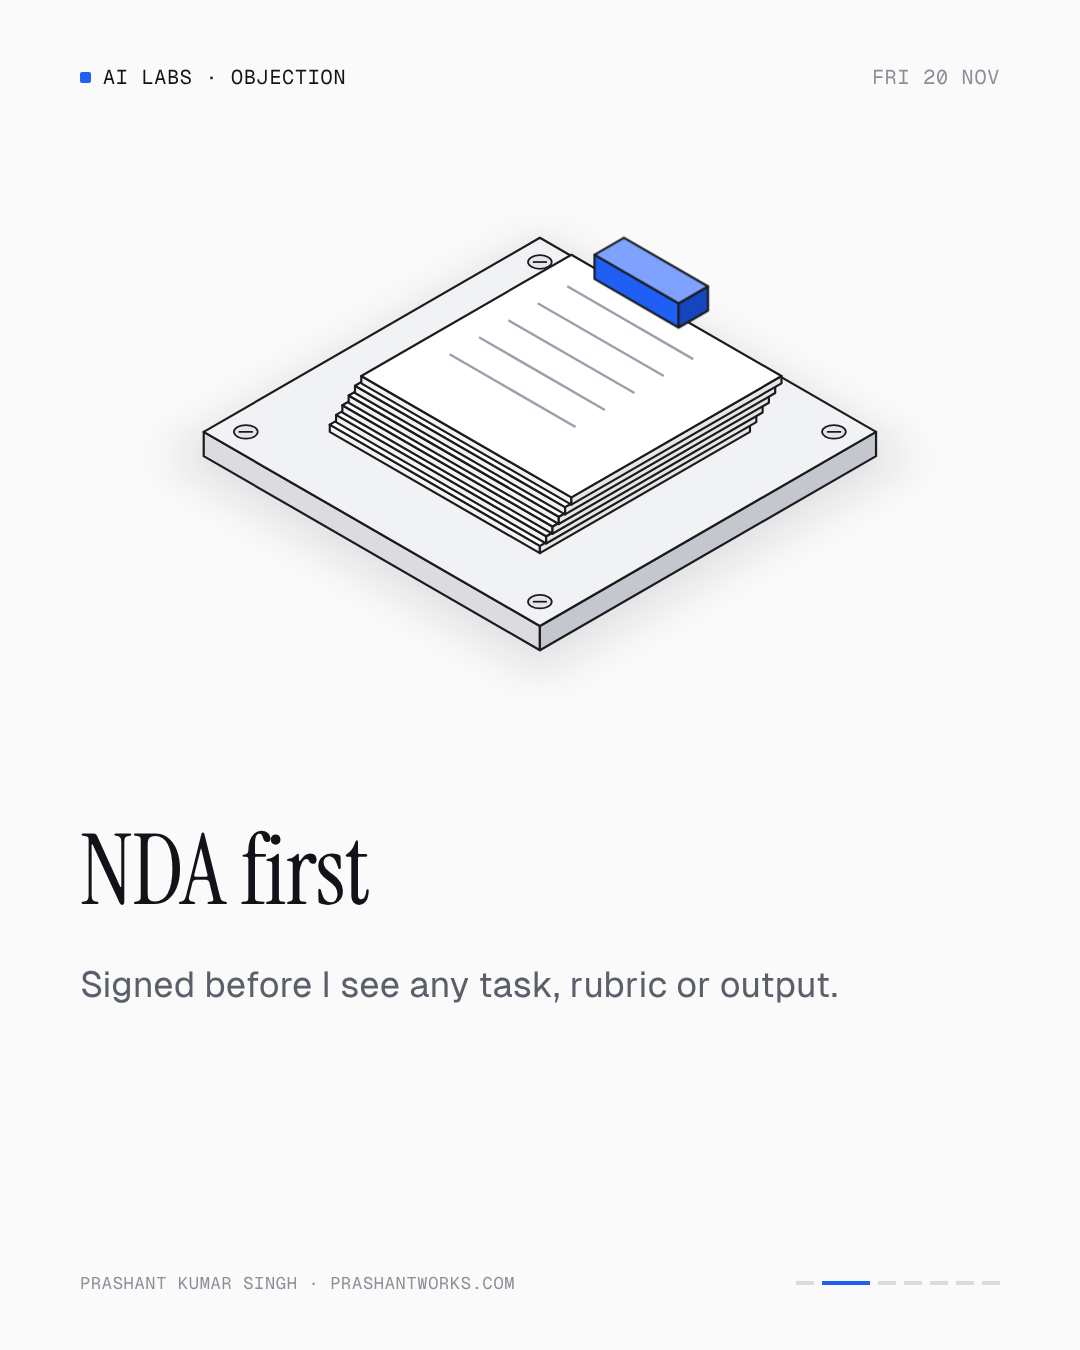 AI LABS · OBJECTION
FRI 20 NOV
NDA first
Signed before I see any task, rubric or output.
PRASHANT KUMAR SINGH · PRASHANTWORKS.COM